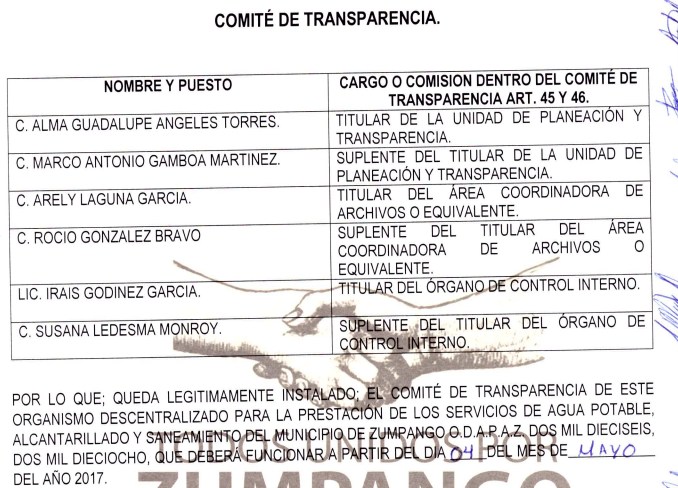 COMITÉ DE TRANSPARENCIA.
NOMBRE Y PUESTO
CARGO O COMISION DENTRO DEL COMITÉ DE
TRANSPARENCIA ART. 45 Y 46.
C. ALMA GUADALUPE ANGELES TORRES.
TITULAR DE LA UNIDAD DE PLANEACIÓN Y
TRANSPARENCIA.
C. MARCO ANTONIO GAMBOA MARTINEZ.
SUPLENTE DEL TITULAR DE LA UNIDAD DE
PLANEACIÓN Y TRANSPARENCIA.
C. ARELY LAGUNA GARCIA.
TITULAR DEL ÁREA COORDINADORA DE
ARCHIVOS O EQUIVALENTE.
C. ROCIO GONZALEZ BRAVO
SUPLENTE DEL TITULAR DEL ÁREA
COORDINADORA DE ARCHIVOS O
EQUIVALENTE.
LIC. IRAIS GODINEZ GARCIA.
TITULAR DEL ÓRGANO DE CONTROL INTERNO.
C. SUSANA LEDESMA MONROY.
SUPLENTE DEL TITULAR DEL ÓRGANO DE
CONTROL INTERNO.
POR LO QUE; QUEDA LEGITIMAMENTE INSTALADO; EL COMITÉ DE TRANSPARENCIA DE ESTE
ORGANISMO DESCENTRALIZADO PARA LA PRESTACIÓN DE LOS SERVICIOS DE AGUA POTABLE,
ALCANTARILLADO Y SANEAMIENTO DEL MUNICIPIO DE ZUMPANGO O.D.A.P.A.Z. DOS MIL DIECISEIS,
DOS MIL DIECIOCHO, QUE DEBERÁ FUNCIONAR A PARTIR DEL DÍA 04 DEL MES DE MAYO
DEL AÑO 2017.
TODOS UNIDOS POR
ZUMPANGO